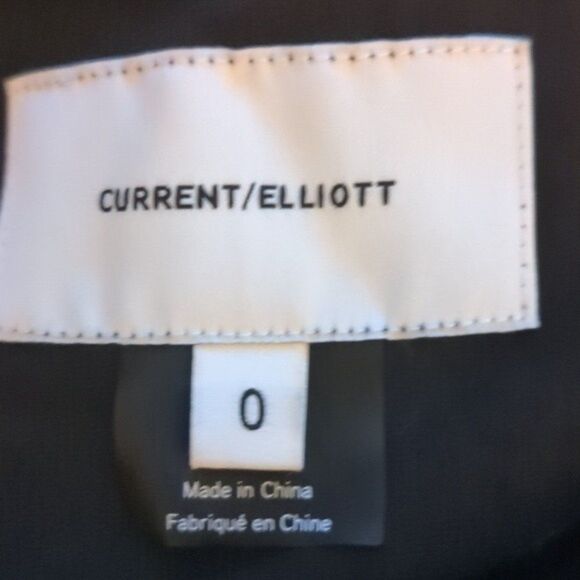 CURRENT/ELLIOTT
0
Made in China
Fabriqué en Chine